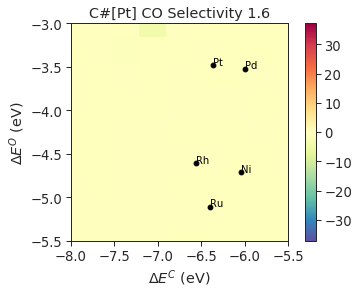 C#[Pt] CO Selectivity 1.6
−3.0
−3.5
−4.0
−4.5
−5.0
−5.5
ΔE^O (eV)
Pt
Pd
Rh
Ni
Ru
−8.0 −7.5 −7.0 −6.5 −6.0 −5.5
ΔE^C (eV)
30
20
10
0
−10
−20
−30